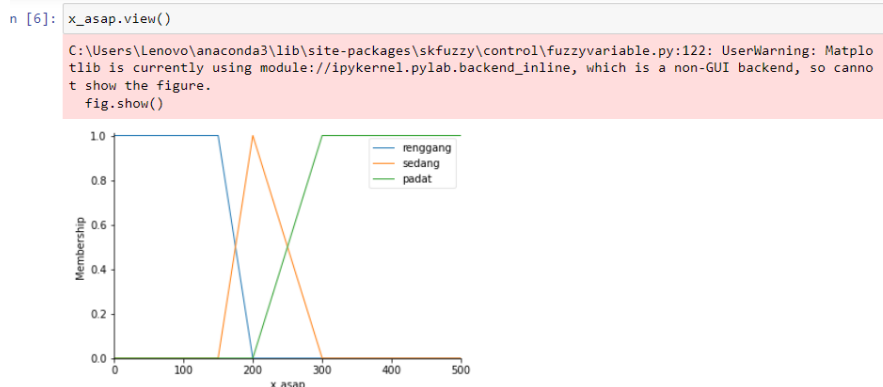 n [6]: x_asap.view()
C:\Users\Lenovo\anaconda3\lib\site-packages\skfuzzy\control\fuzzyvariable.py:122: UserWarning: Matplo
tlib is currently using module://ipykernel.pylab.backend_inline, which is a non-GUI backend, so canno
t show the figure.
fig.show()
1.0
renggang
sedang
padat
0.8
0.6
Membership
0.4
0.2
0.0
0 100 200 300 400 500
x_asap